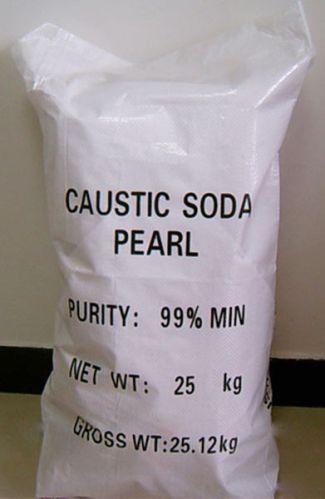 CAUSTIC SODA
PEARL
PURITY: 99% MIN
NET WT: 25 kg
GROSS WT:25.12kg